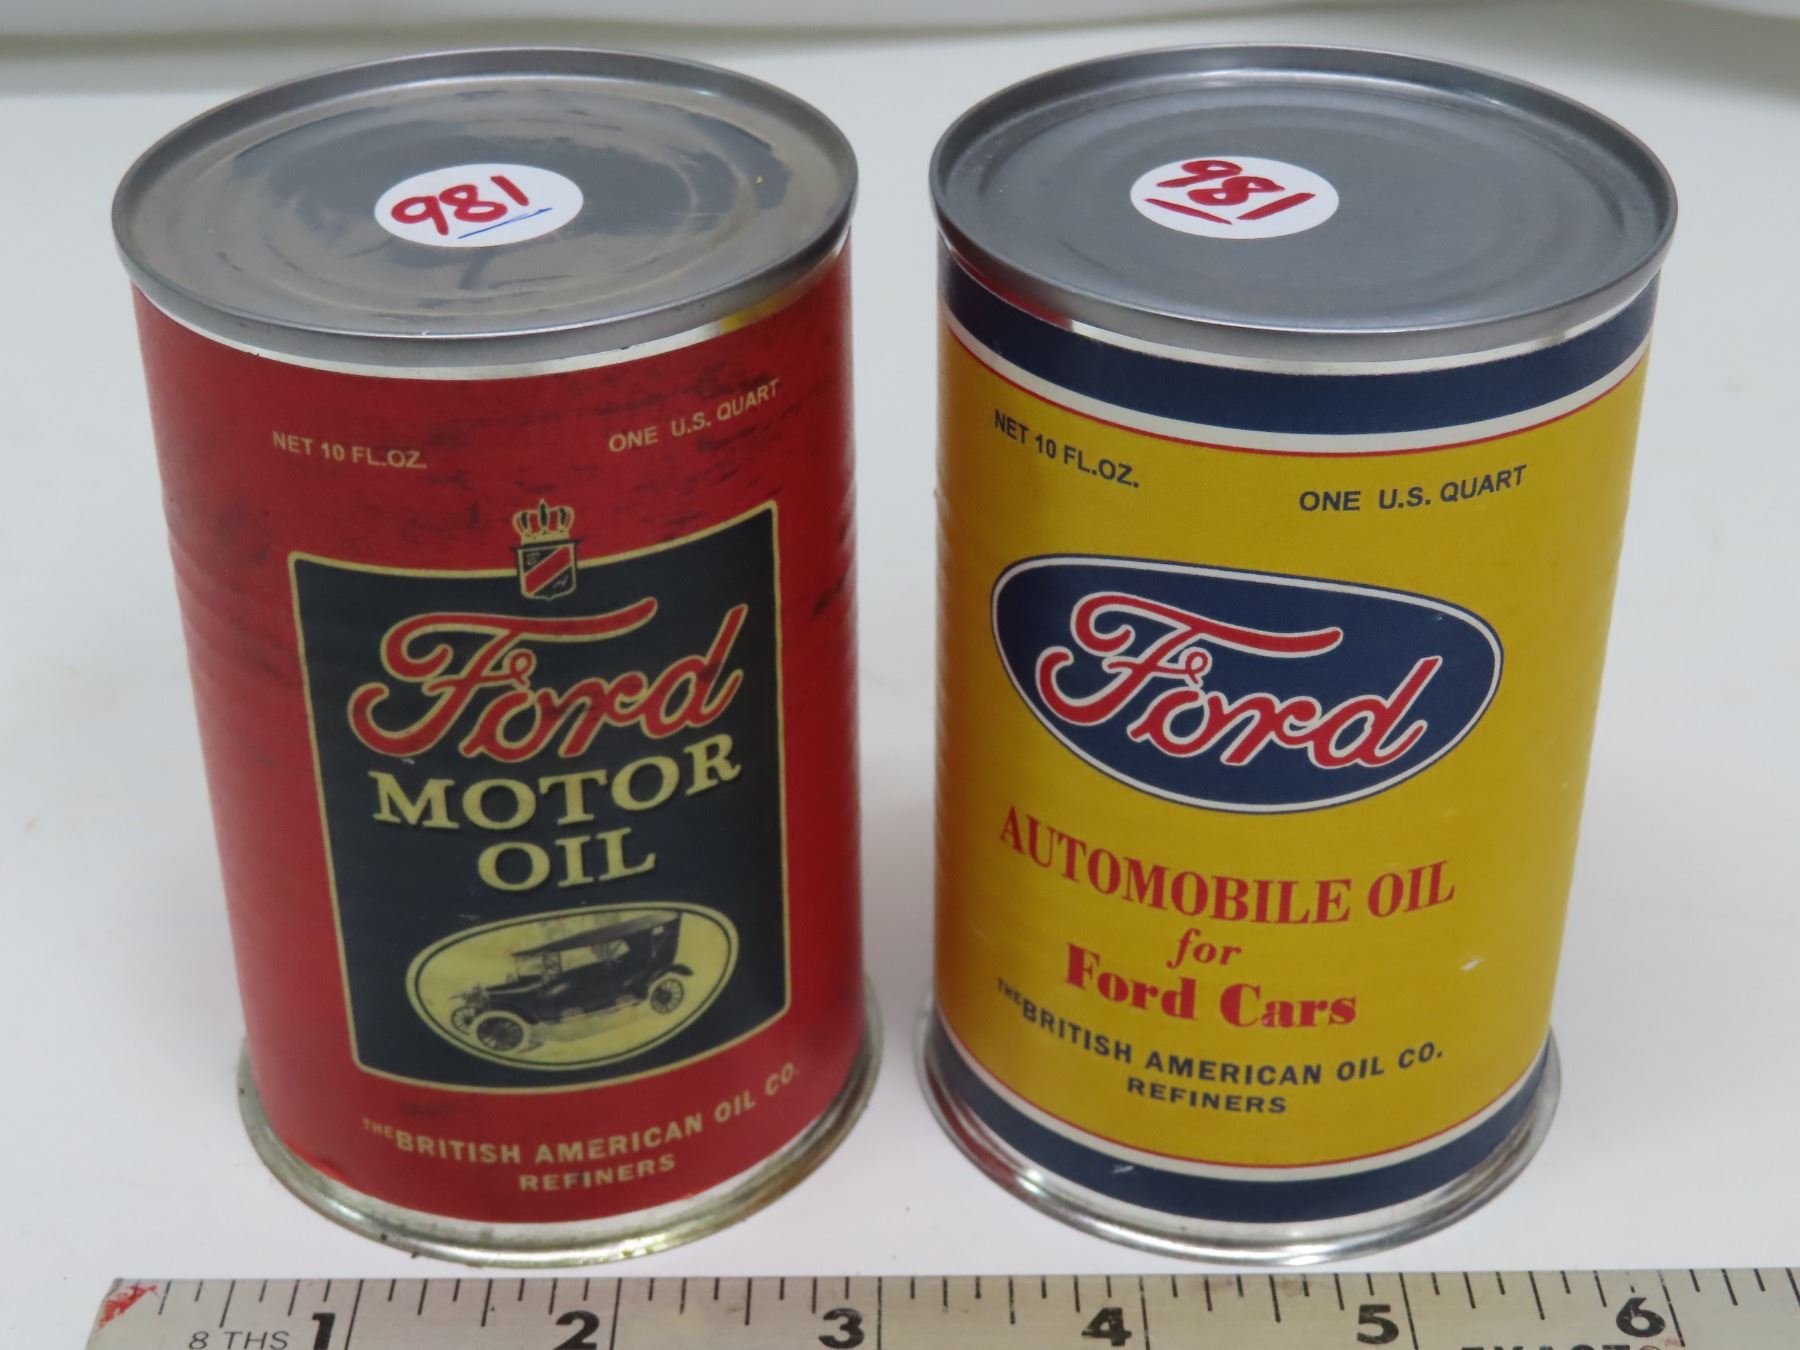 981
NET 10 FL.OZ. ONE U.S. QUART
Ford
MOTOR
OIL
THE BRITISH AMERICAN OIL CO.
REFINERS
981
NET 10 FL.OZ. ONE U.S. QUART
Ford
AUTOMOBILE OIL
for
Ford Cars
THE BRITISH AMERICAN OIL CO.
REFINERS
8 THS 1 2 3 4 5 6